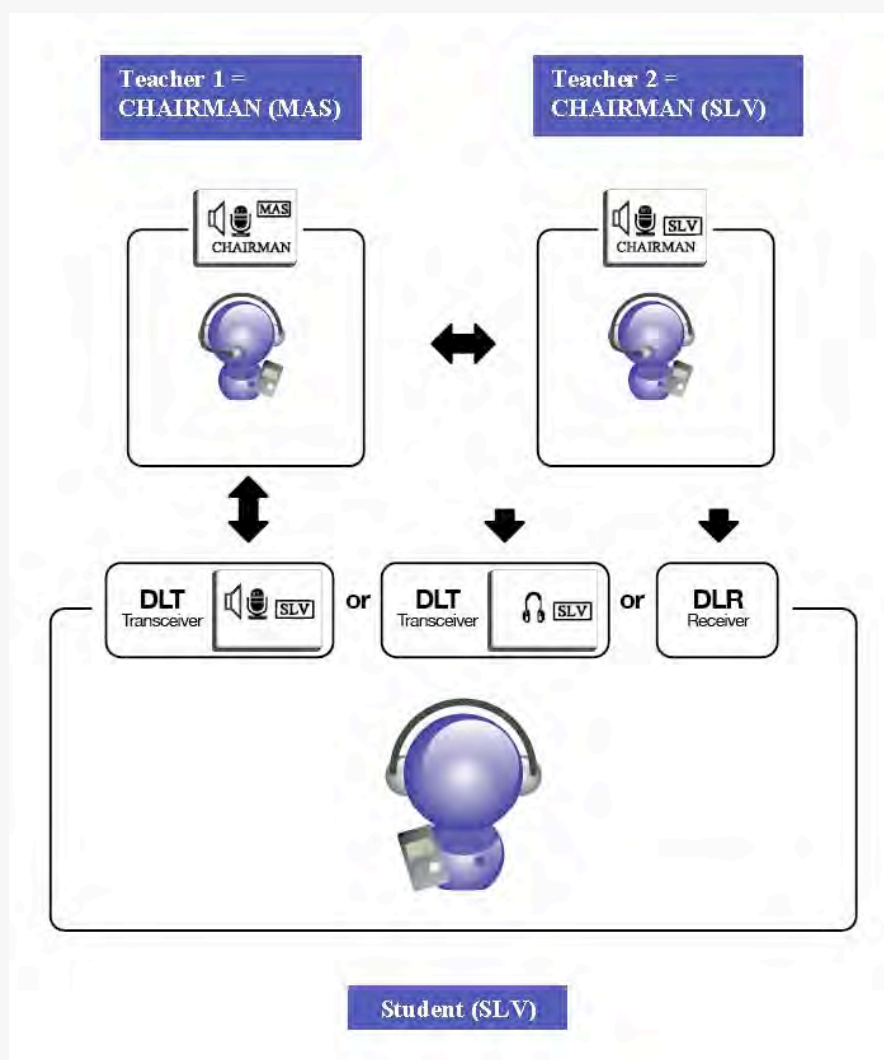 Teacher 1 =
CHAIRMAN (MAS)
Teacher 2 =
CHAIRMAN (SLV)
MAS
CHAIRMAN
SLV
CHAIRMAN
DLT
Transceiver
SLV
or
DLT
Transceiver
SLV
or
DLR
Receiver
Student (SLV)